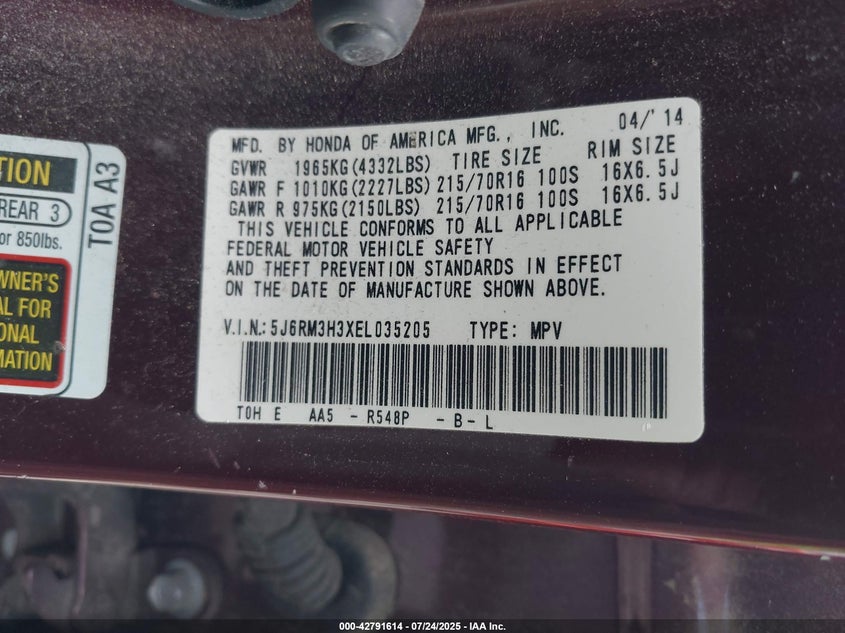 MFD. BY HONDA OF AMERICA MFG., INC. 04/'14
GVWR 1965KG(4332LBS) TIRE SIZE RIM SIZE
GAWR F 1010KG(2227LBS) 215/70R16 100S 16X6.5J
GAWR R 975KG(2150LBS) 215/70R16 100S 16X6.5J
THIS VEHICLE CONFORMS TO ALL APPLICABLE
FEDERAL MOTOR VEHICLE SAFETY
AND THEFT PREVENTION STANDARDS IN EFFECT
ON THE DATE OF MANUFACTURE SHOWN ABOVE.
V.I.N.: 5J6RM3H3XEL035205 TYPE: MPV
T0H E AA5 - R548P - B - L
TION
REAR 3
or 850lbs.
WNER'S
AL FOR
ONAL
MATION
T0A A3
000-42791614 - 07/24/2025 - IAA Inc.